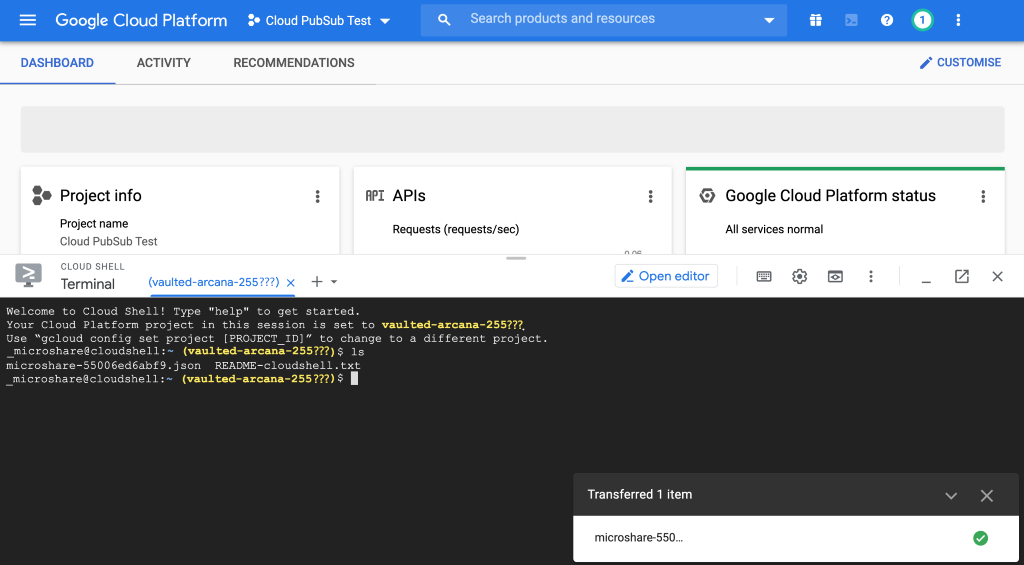 Google Cloud Platform
Cloud PubSub Test
Search products and resources
1
DASHBOARD
ACTIVITY
RECOMMENDATIONS
CUSTOMISE
Project info
Project name
Cloud PubSub Test
API APIs
Requests (requests/sec)
Google Cloud Platform status
All services normal
CLOUD SHELL
Terminal
(vaulted-arcana-255???)
Open editor
Welcome to Cloud Shell! Type "help" to get started.
Your Cloud Platform project in this session is set to vaulted-arcana-255???.
Use “gcloud config set project [PROJECT_ID]” to change to a different project.
_microshare@cloudshell:~ (vaulted-arcana-255???)$ ls
microshare-55006ed6abf9.json README-cloudshell.txt
_microshare@cloudshell:~ (vaulted-arcana-255???)$
Transferred 1 item
microshare-550...